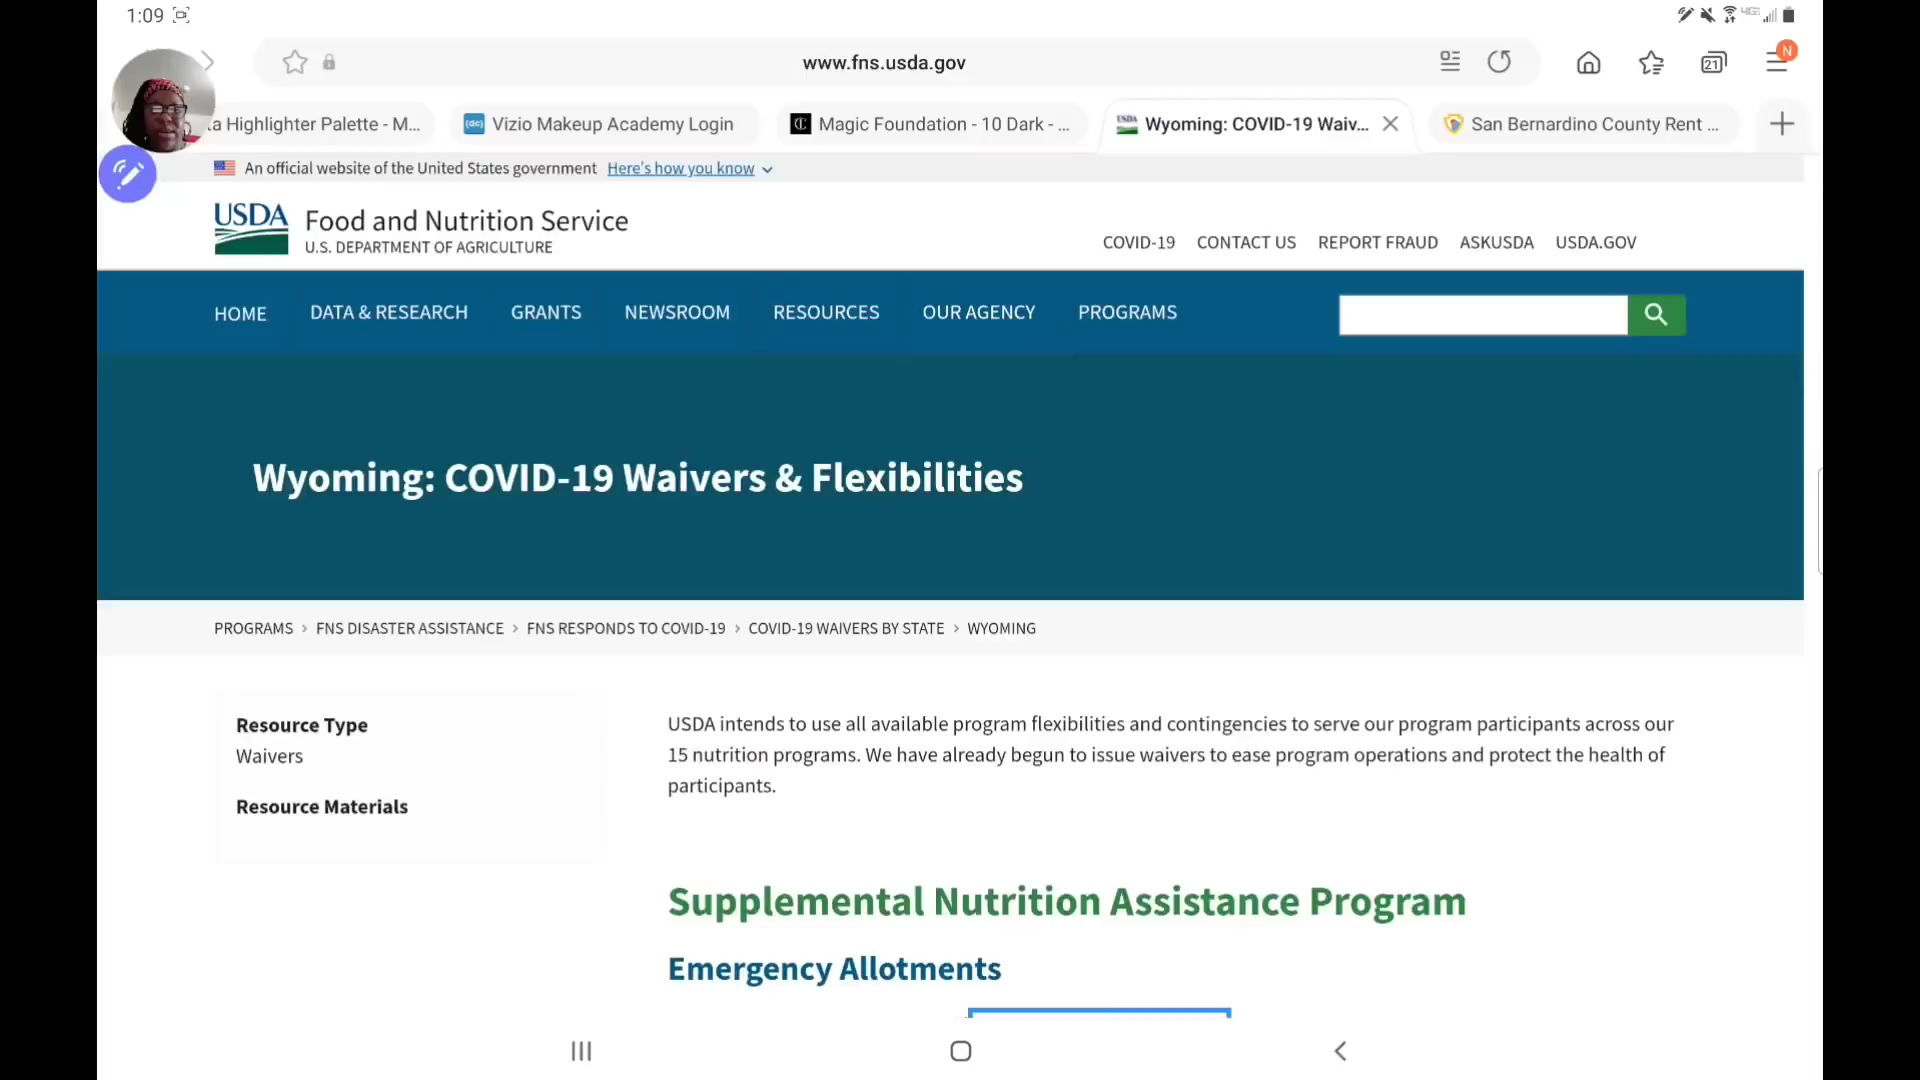 1:09
4G
www.fns.usda.gov
21
N
a Highlighter Palette - M...
(dc)
Vizio Makeup Academy Login
Magic Foundation - 10 Dark - ...
USDA
Wyoming: COVID-19 Waiv...
San Bernardino County Rent ...
An official website of the United States government Here's how you know
USDA
Food and Nutrition Service
U.S. DEPARTMENT OF AGRICULTURE
COVID-19 CONTACT US REPORT FRAUD ASKUSDA USDA.GOV
HOME DATA & RESEARCH GRANTS NEWSROOM RESOURCES OUR AGENCY PROGRAMS
Wyoming: COVID-19 Waivers & Flexibilities
PROGRAMS > FNS DISASTER ASSISTANCE > FNS RESPONDS TO COVID-19 > COVID-19 WAIVERS BY STATE > WYOMING
Resource Type
Waivers
Resource Materials
USDA intends to use all available program flexibilities and contingencies to serve our program participants across our
15 nutrition programs. We have already begun to issue waivers to ease program operations and protect the health of
participants.
Supplemental Nutrition Assistance Program
Emergency Allotments